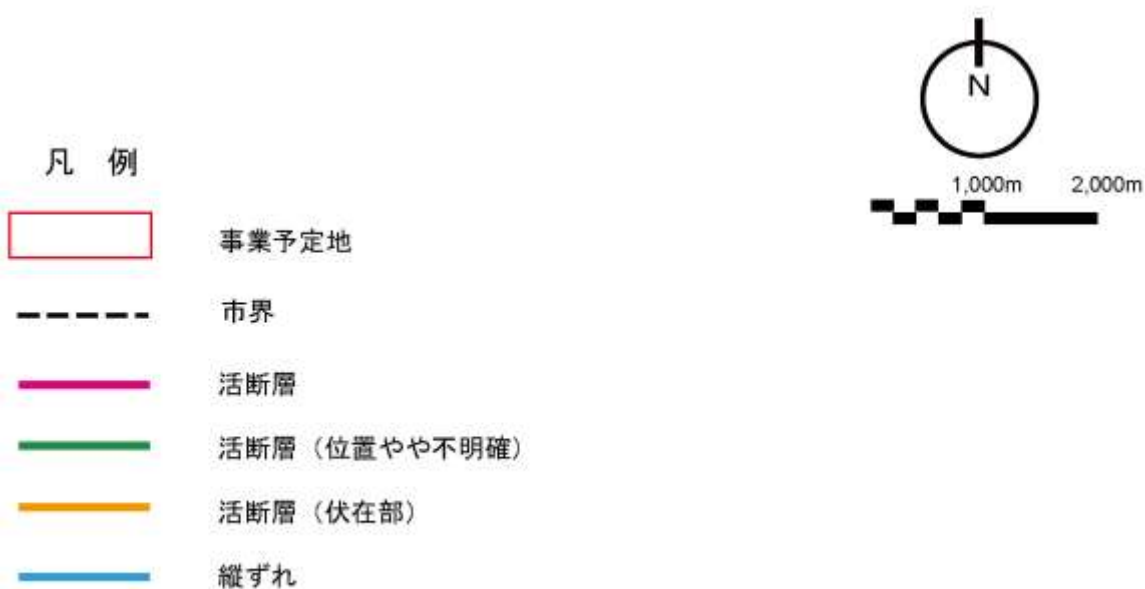 N
1,000m 2,000m
凡 例
事業予定地
市界
活断層
活断層（位置やや不明確）
活断層（伏在部）
縦ずれ